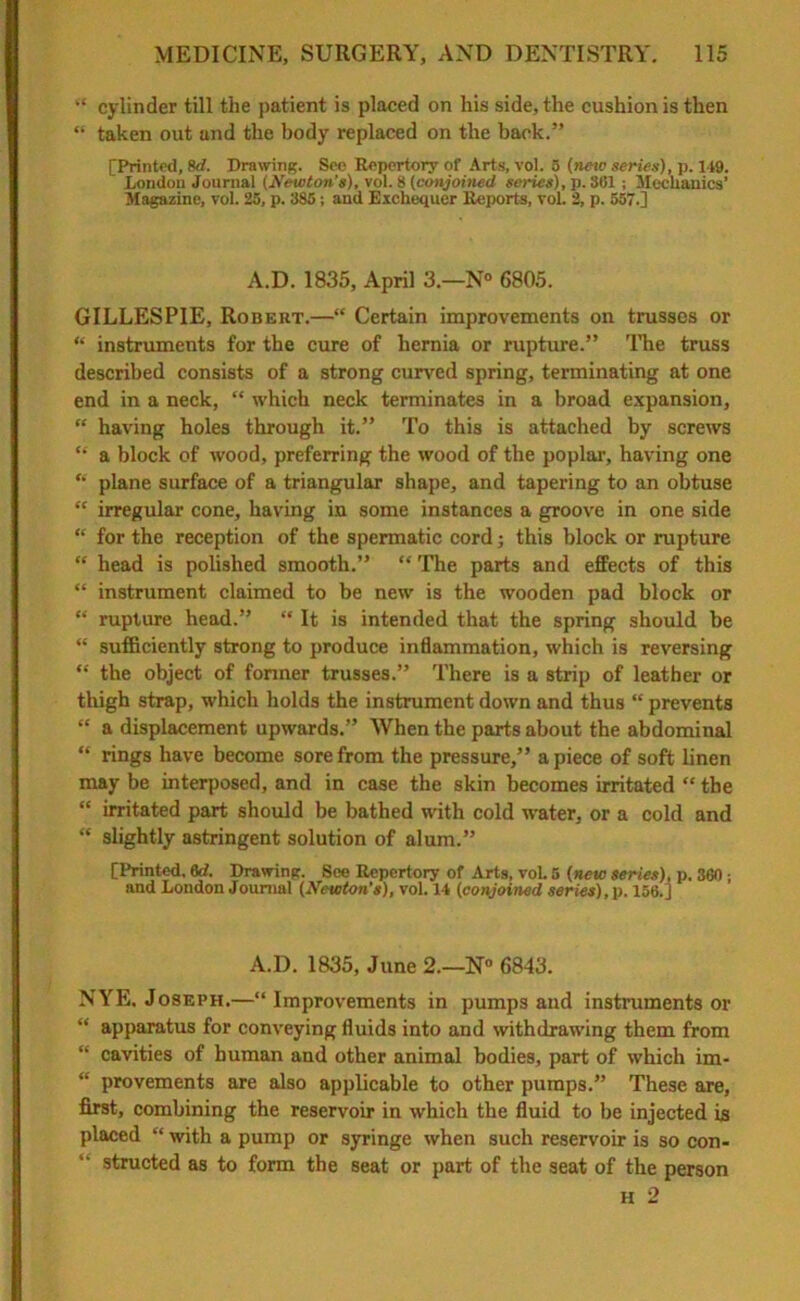 MEDICINE, SURGERY, AND DENTISTRY. 115
“ cylinder till the patient is placed on his side, the cushion is then
“ taken out and the body replaced on the back.”
[Printed, 8d. Drawing. See Repertory of Arts, vol. 5 (new series), p. 149.
London Journal (Newton's), vol. 8 (conjoined series), p. 361; Mechanics'
Magazine, vol. 25, p. 385; and Exchequer Reports, vol. 2, p. 557.]
A.D. 1835, April 3.—N° 6805.
GILLESPIE, ROBERT.—“ Certain improvements on trusses or
“ instruments for the cure of hernia or rupture.” The truss
described consists of a strong curved spring, terminating at one
end in a neck, “ which neck terminates in a broad expansion,
“ having holes through it.” To this is attached by screws
“ a block of wood, preferring the wood of the poplar, having one
“ plane surface of a triangular shape, and tapering to an obtuse
“ irregular cone, having in some instances a groove in one side
“ for the reception of the spermatic cord; this block or rupture
“ head is polished smooth.” “ The parts and effects of this
“ instrument claimed to be new is the wooden pad block or
“ rupture head.” “ It is intended that the spring should be
“ sufficiently strong to produce inflammation, which is reversing
“ the object of former trusses.” There is a strip of leather or
thigh strap, which holds the instrument down and thus “ prevents
“ a displacement upwards.” When the parts about the abdominal
“ rings have become sore from the pressure,” a piece of soft linen
may be interposed, and in case the skin becomes irritated “ the
“ irritated part should be bathed with cold water, or a cold and
“ slightly astringent solution of alum.”
[Printed, 6d. Drawing. See Repertory of Arts, vol. 5 (new series), p. 360;
and London Journal (Newton's), vol. 14 (conjoined series), p. 156.]
A.D. 1835, June 2.—N° 6843.
NYE, JOSEPH.—“ Improvements in pumps and instruments or
“ apparatus for conveying fluids into and withdrawing them from
“ cavities of human and other animal bodies, part of which im-
“ provements are also applicable to other pumps.” These are,
first, combining the reservoir in which the fluid to be injected is
placed “ with a pump or syringe when such reservoir is so con-
“ structed as to form the seat or part of the seat of the person
H 2